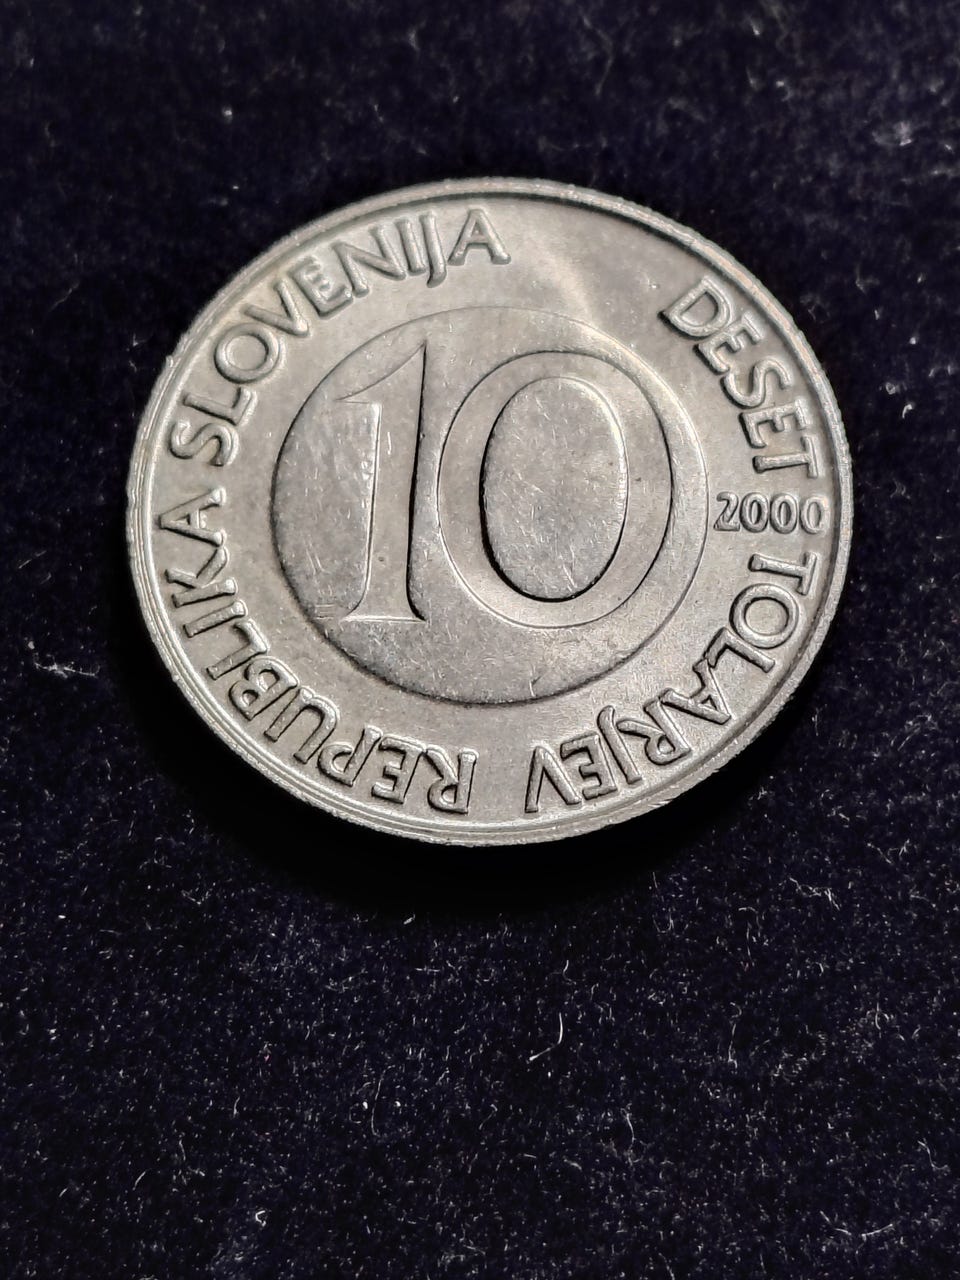 REPUBLIKA SLOVENIJA
DESET TOLARJEV
2000
10